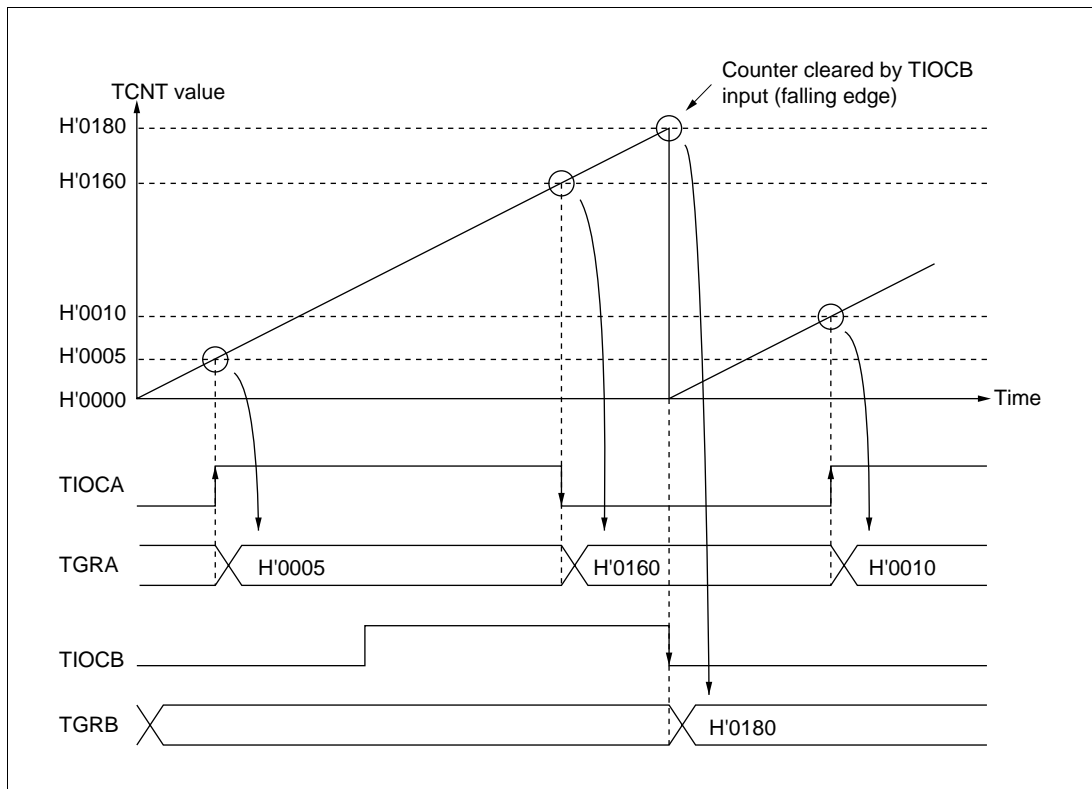 Counter cleared by TIOCB
input (falling edge)
TCNT value
H'0180
H'0160
H'0010
H'0005
H'0000
Time
TIOCA
TGRA
H'0005
H'0160
H'0010
TIOCB
TGRB
H'0180